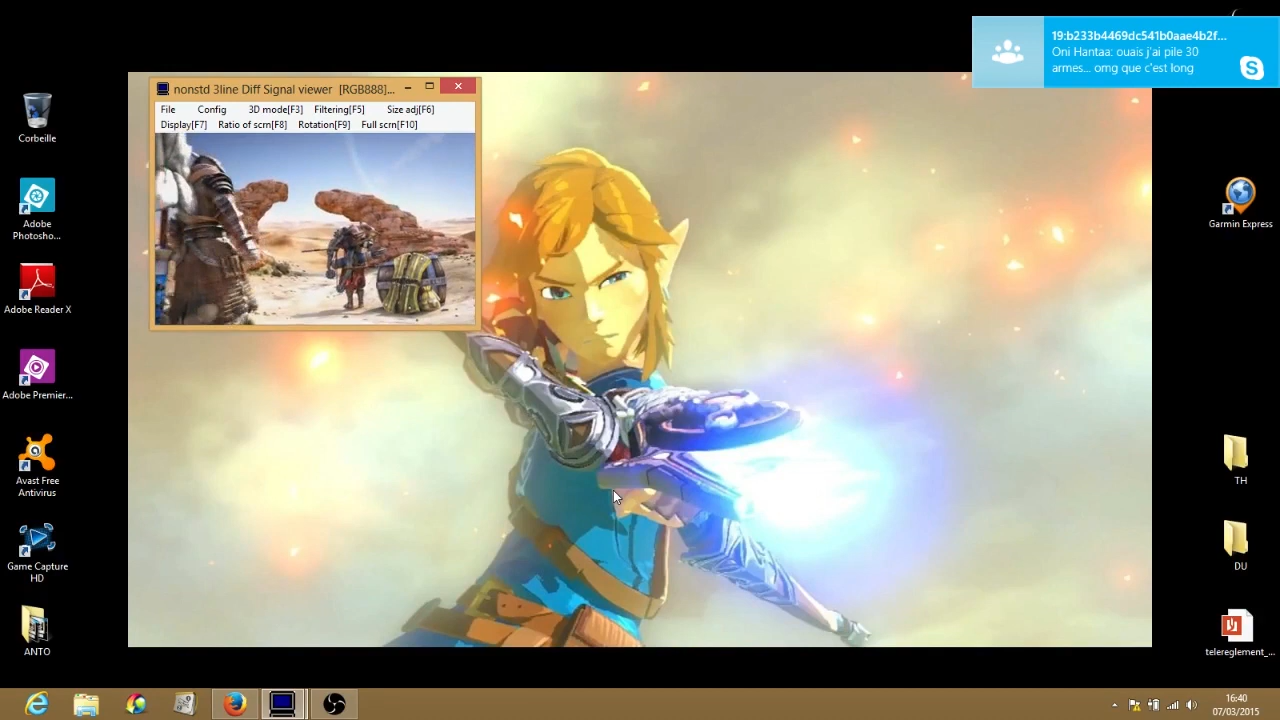 19:b233b4469dc541b0aae4b2f...
Oni Hantaa: ouais j'ai pile 30
armes... omg que c'est long
nonstd 3line Diff Signal viewer [RGB888]...
File Config 3D mode[F3] Filtering[F5] Size adj[F6]
Display[F7] Ratio of scrn[F8] Rotation[F9] Full scrn[F10]
Corbeille
Adobe
Photosho...
Adobe Reader X
Adobe Premier...
Avast Free
Antivirus
Game Capture
HD
ANTO
Garmin Express
TH
DU
telereglement_...
16:40
07/03/2015